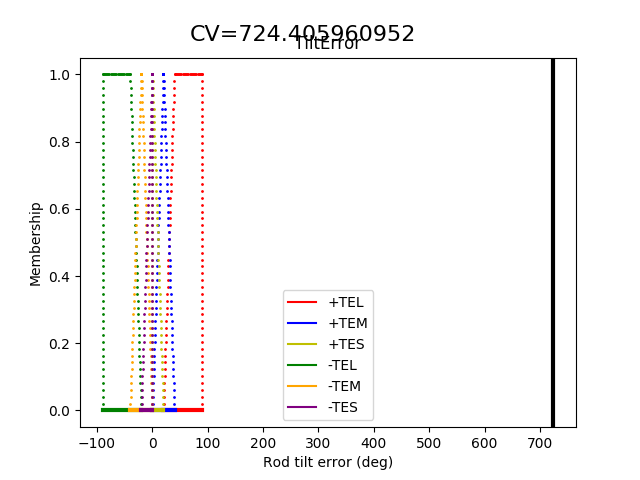 CV=724.405960952
TiltError
Membership
1.0
0.8
0.6
0.4
0.2
0.0
+TEL
+TEM
+TES
-TEL
-TEM
-TES
−100 0 100 200 300 400 500 600 700
Rod tilt error (deg)